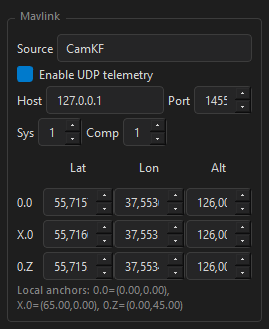 Mavlink
Source CamKF
Enable UDP telemetry
Host 127.0.0.1 Port 1455
Sys 1 Comp 1
Lat Lon Alt
0.0 55,715 37,553 126,00
X.0 55,716 37,553 126,00
0.Z 55,715 37,553 126,00
Local anchors: 0.0=(0.00,0.00),
X.0=(65.00,0.00), 0.Z=(0.00,45.00)